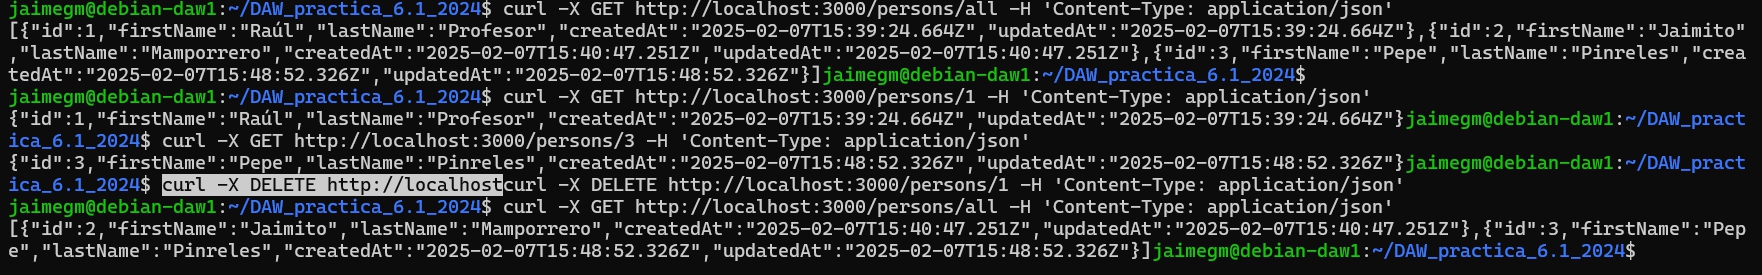 jaimegm@debian-daw1:~/DAW_practica_6.1_2024$ curl -X GET http://localhost:3000/persons/all -H 'Content-Type: application/json'
[{"id":1,"firstName":"Raúl","lastName":"Profesor","createdAt":"2025-02-07T15:39:24.664Z","updatedAt":"2025-02-07T15:39:24.664Z"},{"id":2,"firstName":"Jaimito"
,"lastName":"Mamporrero","createdAt":"2025-02-07T15:40:47.251Z","updatedAt":"2025-02-07T15:40:47.251Z"},{"id":3,"firstName":"Pepe","lastName":"Pinreles","crea
tedAt":"2025-02-07T15:48:52.326Z","updatedAt":"2025-02-07T15:48:52.326Z"}]jaimegm@debian-daw1:~/DAW_practica_6.1_2024$
jaimegm@debian-daw1:~/DAW_practica_6.1_2024$ curl -X GET http://localhost:3000/persons/1 -H 'Content-Type: application/json'
{"id":1,"firstName":"Raúl","lastName":"Profesor","createdAt":"2025-02-07T15:39:24.664Z","updatedAt":"2025-02-07T15:39:24.664Z"}jaimegm@debian-daw1:~/DAW_pract
ica_6.1_2024$ curl -X GET http://localhost:3000/persons/3 -H 'Content-Type: application/json'
{"id":3,"firstName":"Pepe","lastName":"Pinreles","createdAt":"2025-02-07T15:48:52.326Z","updatedAt":"2025-02-07T15:48:52.326Z"}jaimegm@debian-daw1:~/DAW_pract
ica_6.1_2024$ curl -X DELETE http://localhostcurl -X DELETE http://localhost:3000/persons/1 -H 'Content-Type: application/json'
jaimegm@debian-daw1:~/DAW_practica_6.1_2024$ curl -X GET http://localhost:3000/persons/all -H 'Content-Type: application/json'
[{"id":2,"firstName":"Jaimito","lastName":"Mamporrero","createdAt":"2025-02-07T15:40:47.251Z","updatedAt":"2025-02-07T15:40:47.251Z"},{"id":3,"firstName":"Pep
e","lastName":"Pinreles","createdAt":"2025-02-07T15:48:52.326Z","updatedAt":"2025-02-07T15:48:52.326Z"}]jaimegm@debian-daw1:~/DAW_practica_6.1_2024$